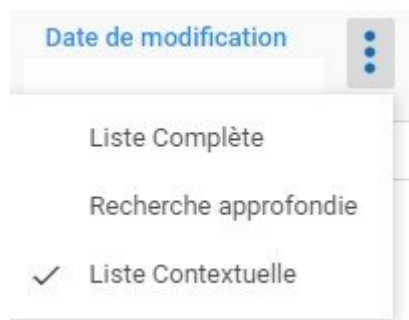 Date de modification
Liste Complète
Recherche approfondie
Liste Contextuelle